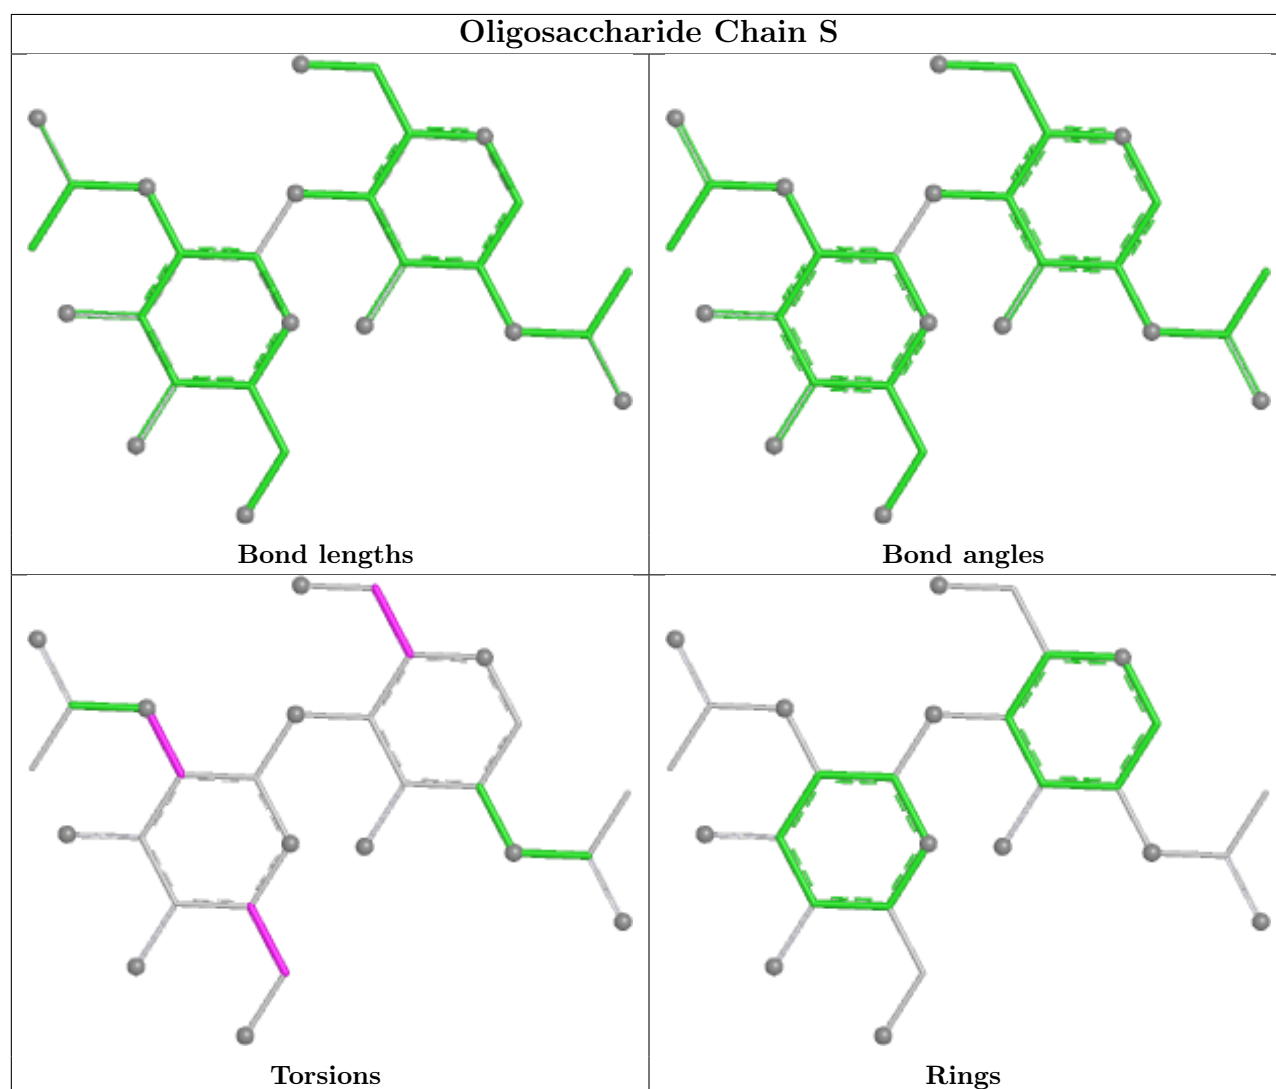 Oligosaccharide Chain S
Bond lengths
Bond angles
Torsions
Rings